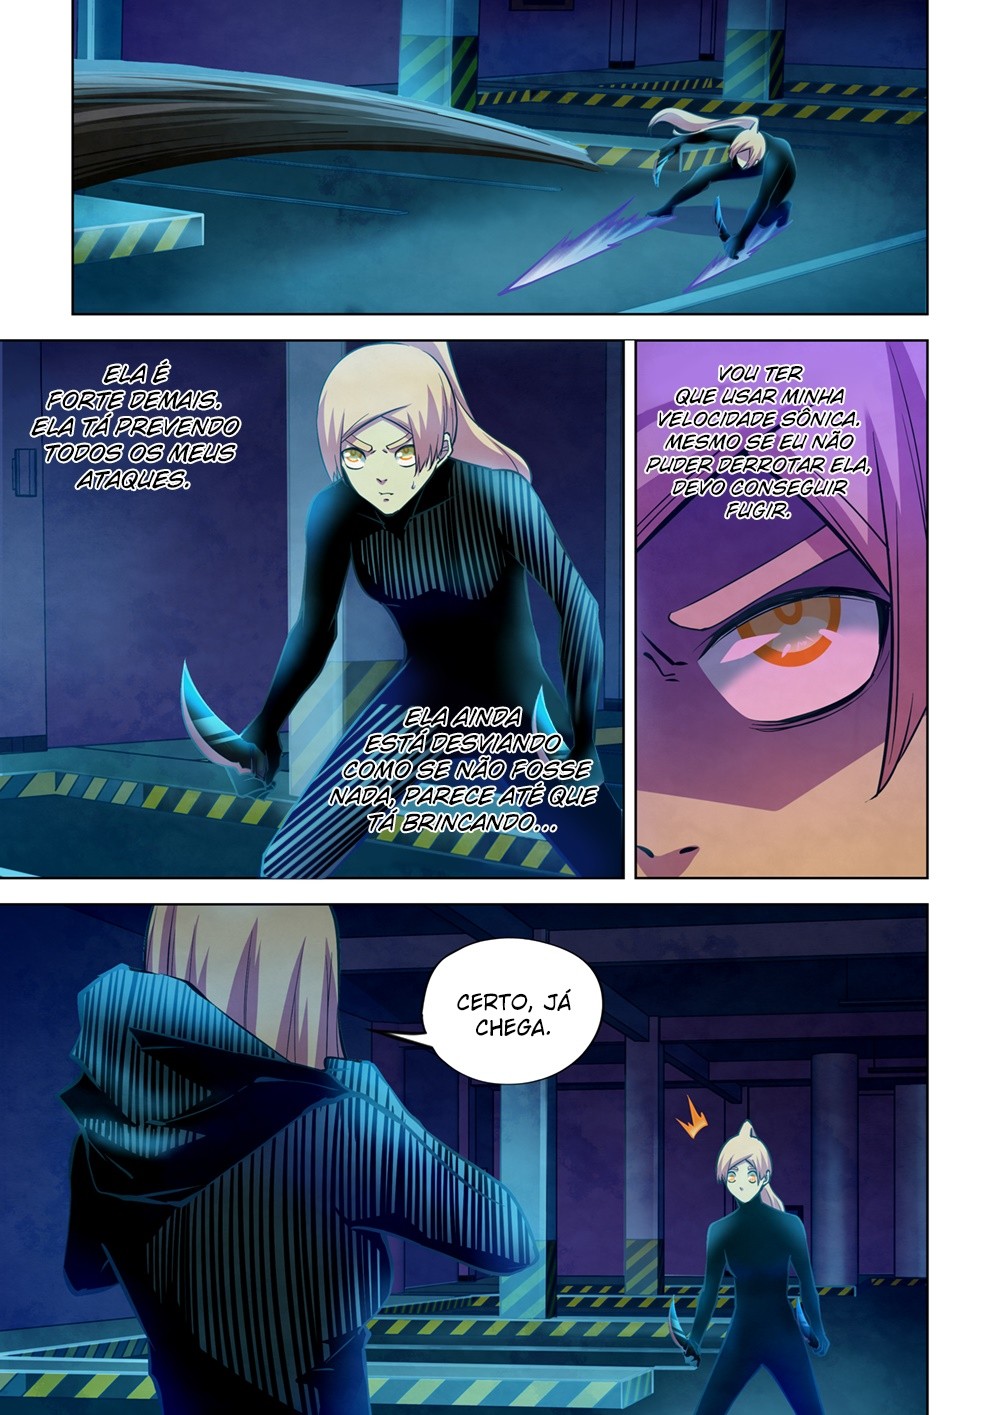 ELA É
FORTE DEMAIS.
ELA TÁ PREVENDO
TODOS OS MEUS
ATAQUES.
ELA AINDA
ESTÁ DESVIANDO
COMO SE NÃO FOSSE
NADA, PARECE ATÉ QUE
TÁ BRINCANDO...
VOU TER
QUE USAR MINHA
VELOCIDADE SÔNICA.
MESMO SE EU NÃO
PUDER DERROTAR ELA,
DEVO CONSEGUIR
FUGIR.
CERTO, JÁ
CHEGA.